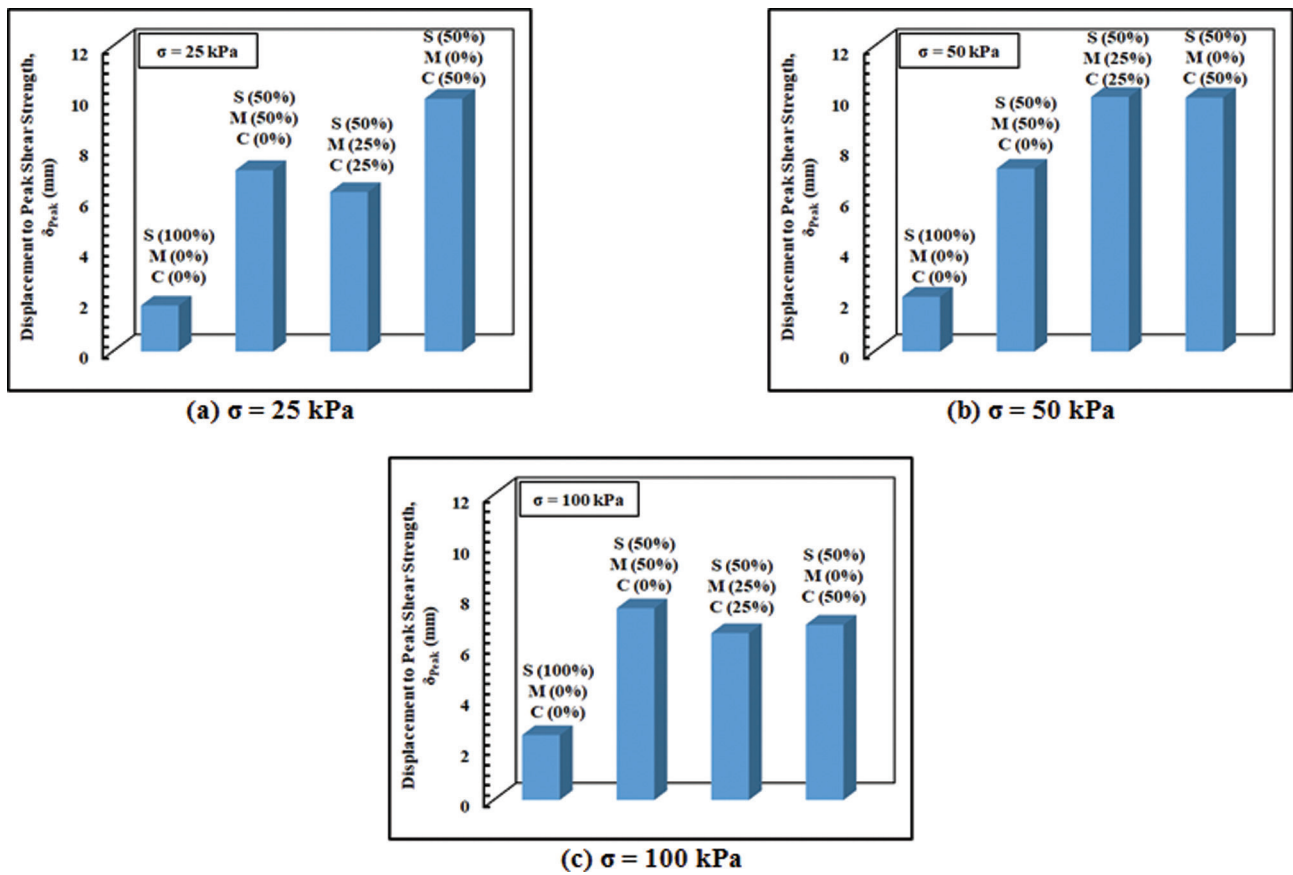 Displacement to Peak Shear Strength,
δPeak (mm)
12
10
8
6
4
2
0
σ = 25 kPa
S (100%)
M (0%)
C (0%)
S (50%)
M (50%)
C (0%)
S (50%)
M (25%)
C (25%)
S (50%)
M (0%)
C (50%)
(a) σ = 25 kPa
Displacement to Peak Shear Strength,
δPeak (mm)
12
10
8
6
4
2
0
σ = 50 kPa
S (100%)
M (0%)
C (0%)
S (50%)
M (50%)
C (0%)
S (50%)
M (25%)
C (25%)
S (50%)
M (0%)
C (50%)
(b) σ = 50 kPa
Displacement to Peak Shear Strength,
δPeak (mm)
12
10
8
6
4
2
0
σ = 100 kPa
S (100%)
M (0%)
C (0%)
S (50%)
M (50%)
C (0%)
S (50%)
M (25%)
C (25%)
S (50%)
M (0%)
C (50%)
(c) σ = 100 kPa